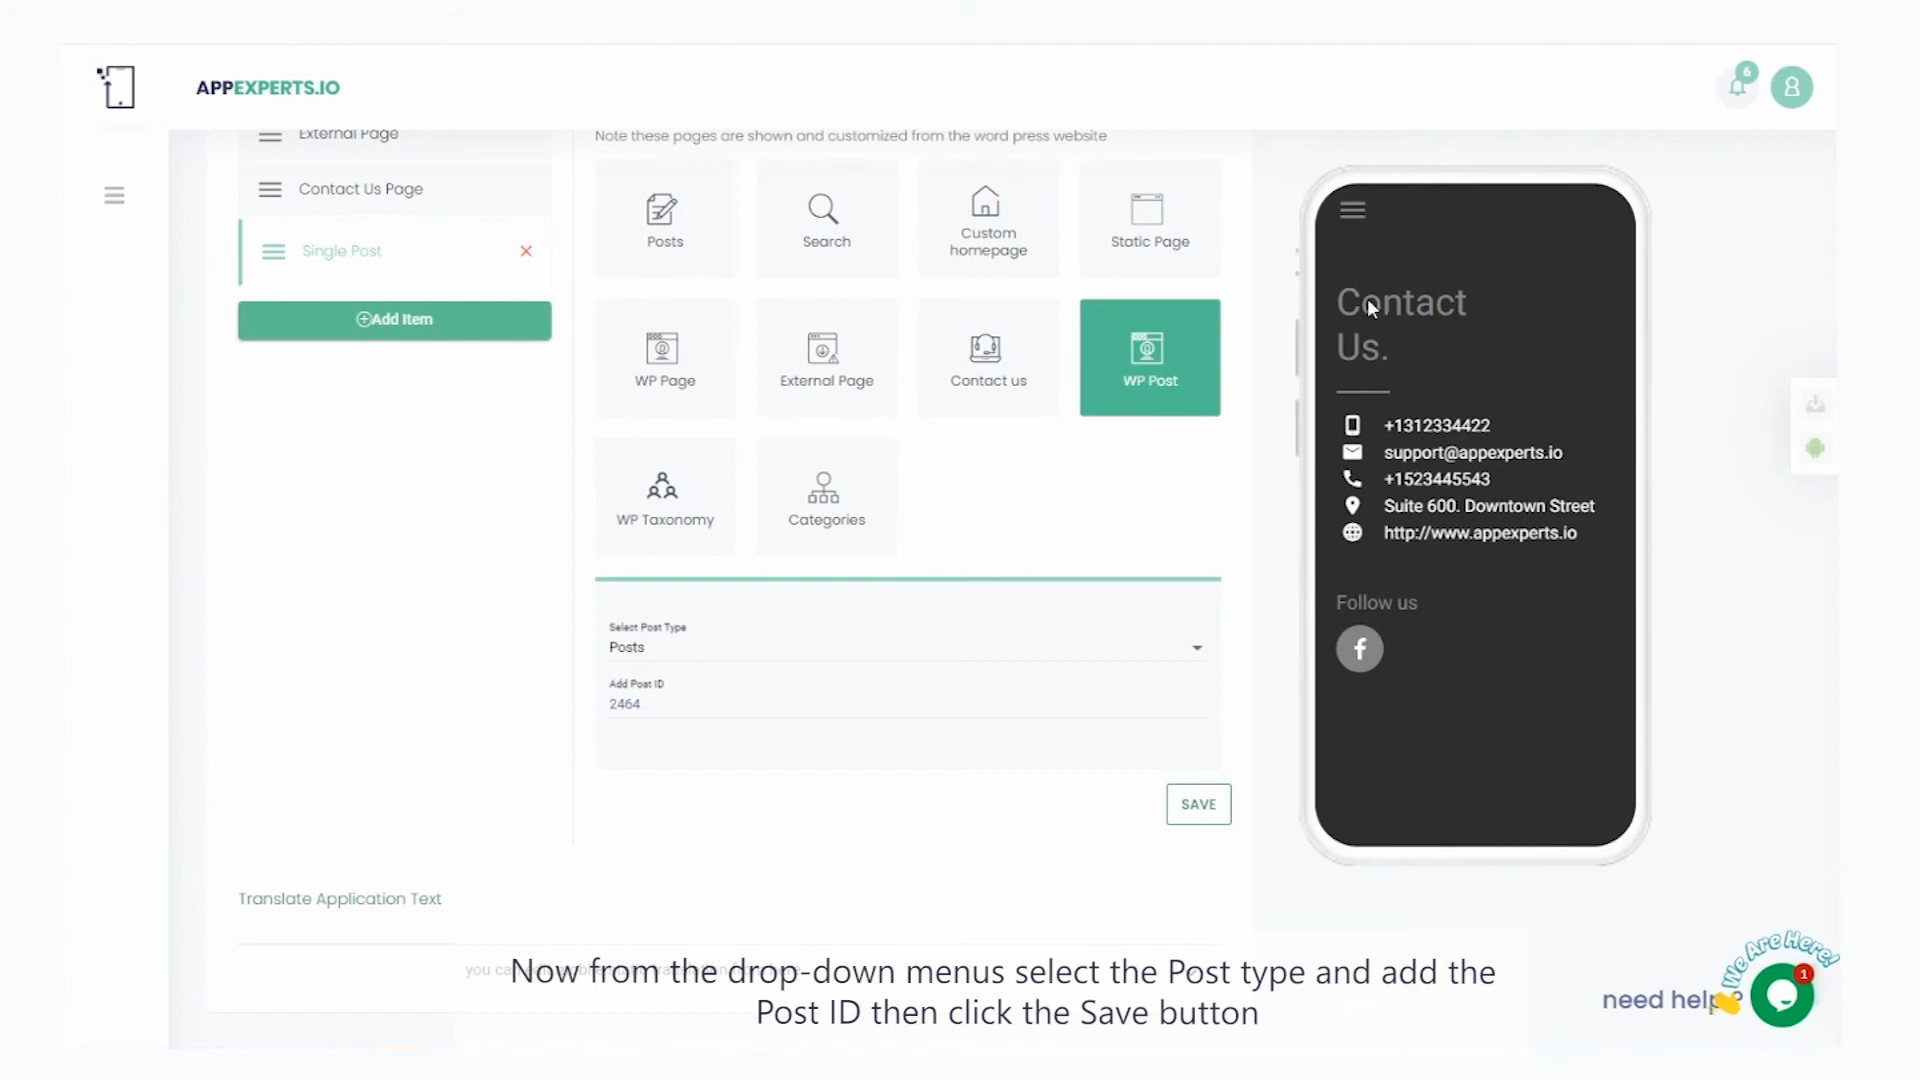 APPEXPERTS.IO
6
External Page
Contact Us Page
Single Post
Add Item
Note these pages are shown and customized from the word press website
Posts
Search
Custom
homepage
Static Page
WP Page
External Page
Contact us
WP Post
WP Taxonomy
Categories
Select Post Type
Posts
Add Post ID
2464
SAVE
Contact
Us.
+1312334422
support@appexperts.io
+1523445543
Suite 600. Downtown Street
http://www.appexperts.io
Follow us
Translate Application Text
you can
Now from the drop-down menus select the Post type and add the
Post ID then click the Save button
We Are Here!
1
need help?